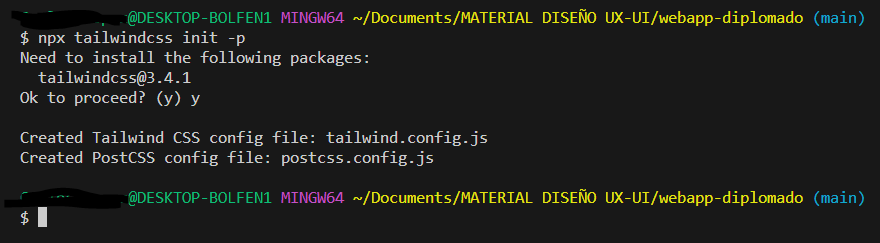 @DESKTOP-BOLFEN1 MINGW64 ~/Documents/MATERIAL DISEÑO UX-UI/webapp-diplomado (main)
$ npx tailwindcss init -p
Need to install the following packages:
  tailwindcss@3.4.1
Ok to proceed? (y) y

Created Tailwind CSS config file: tailwind.config.js
Created PostCSS config file: postcss.config.js

@DESKTOP-BOLFEN1 MINGW64 ~/Documents/MATERIAL DISEÑO UX-UI/webapp-diplomado (main)
$